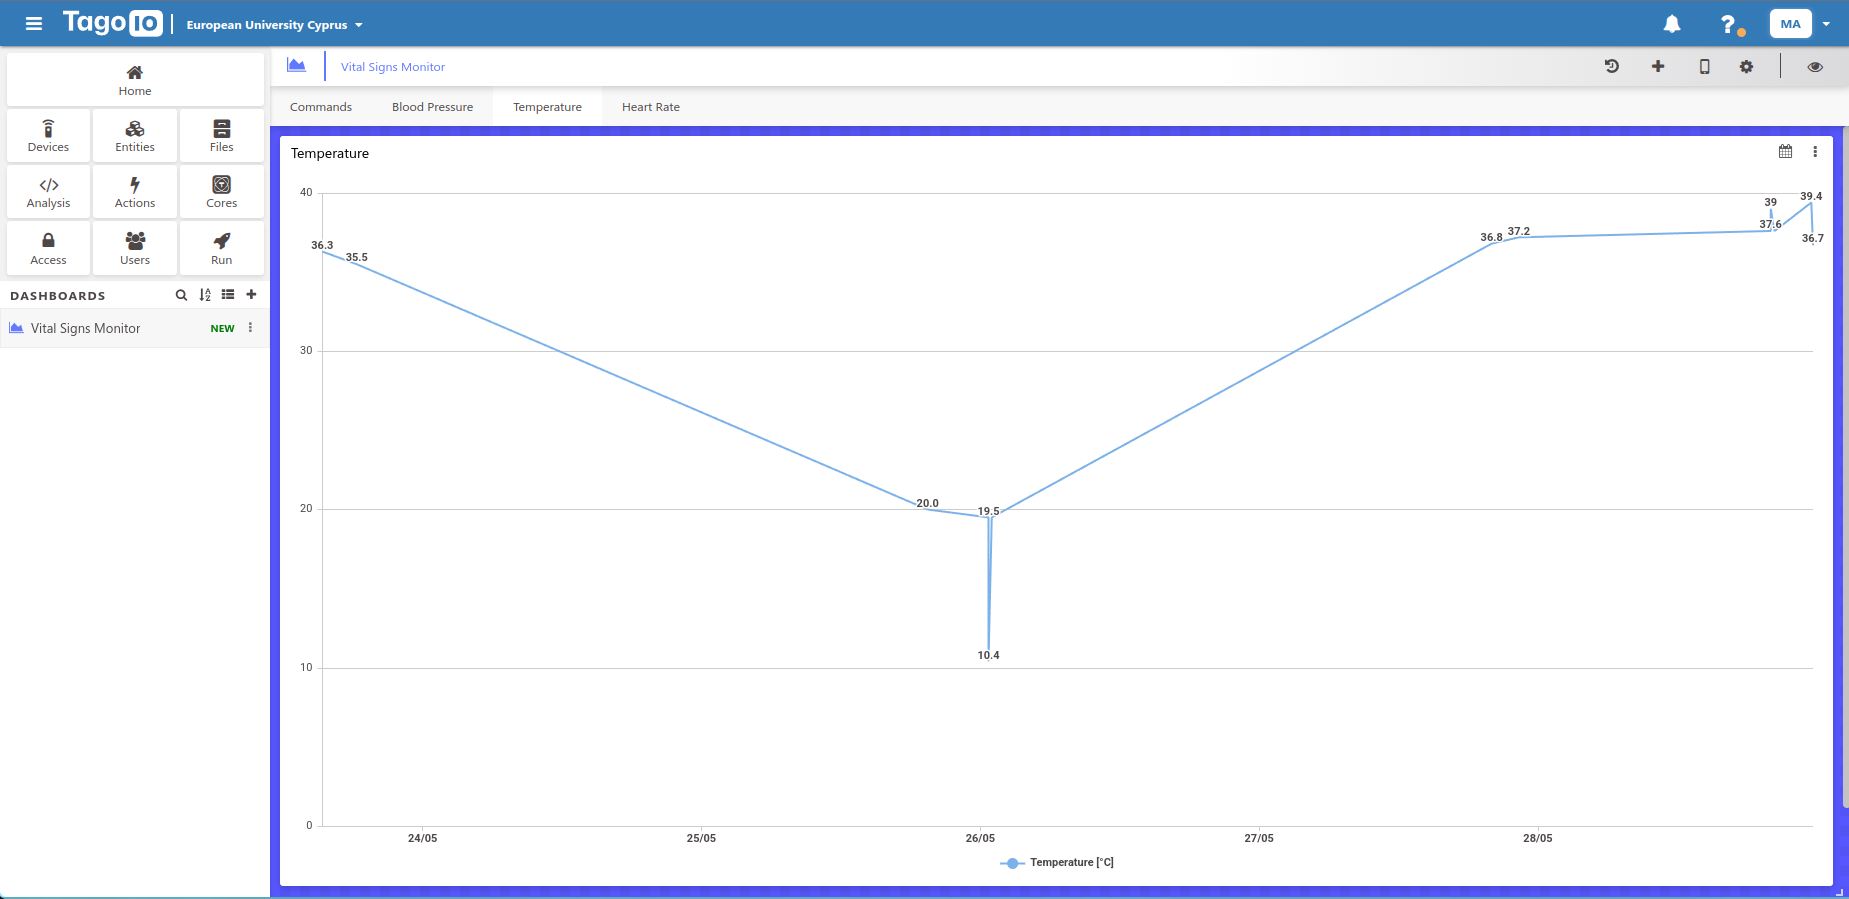 Tago IO European University Cyprus MA
Home
Devices Entities Files
Analysis Actions Cores
Access Users Run
DASHBOARDS
Vital Signs Monitor NEW
Vital Signs Monitor
Commands Blood Pressure Temperature Heart Rate
Temperature
40
30
20
10
0
36.3
35.5
20.0
19.5
10.4
36.8
37.2
39
37.6
39.4
36.7
24/05 25/05 26/05 27/05 28/05
Temperature [°C]